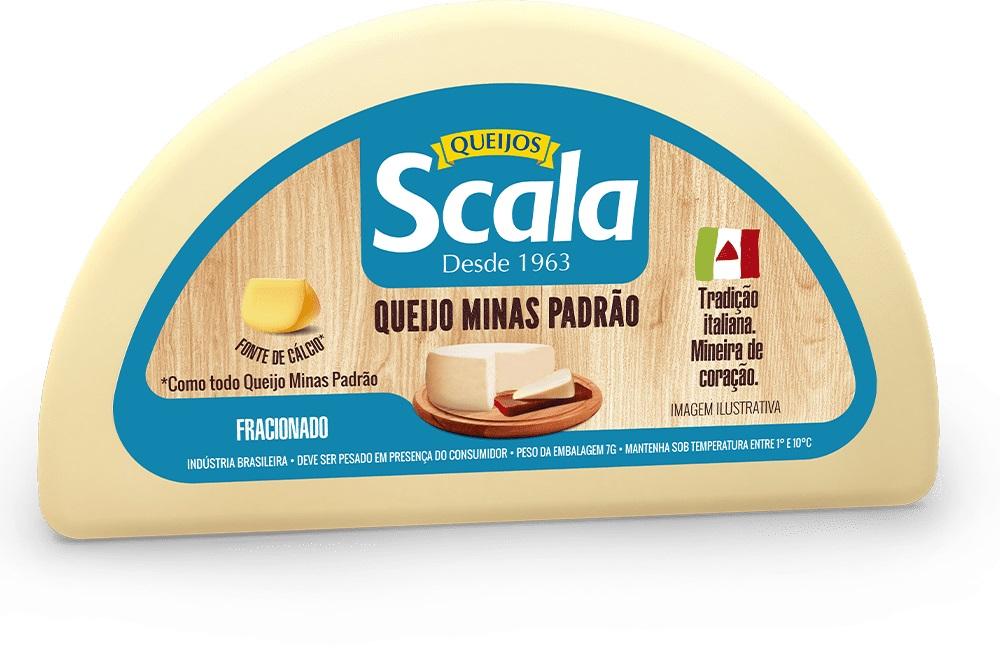 QUEIJOS
Scala
Desde 1963
QUEIJO MINAS PADRÃO
FONTE DE CÁLCIO*
*Como todo Queijo Minas Padrão
Tradição
italiana.
Mineira de
coração.
IMAGEM ILUSTRATIVA
FRACIONADO
INDÚSTRIA BRASILEIRA • DEVE SER PESADO EM PRESENÇA DO CONSUMIDOR • PESO DA EMBALAGEM 7G • MANTENHA SOB TEMPERATURA ENTRE 1° E 10°C